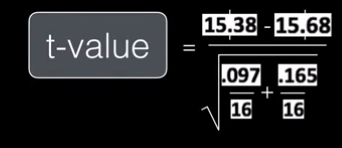 15.38 - 15.68
t-value =
.097 + .165
16 16